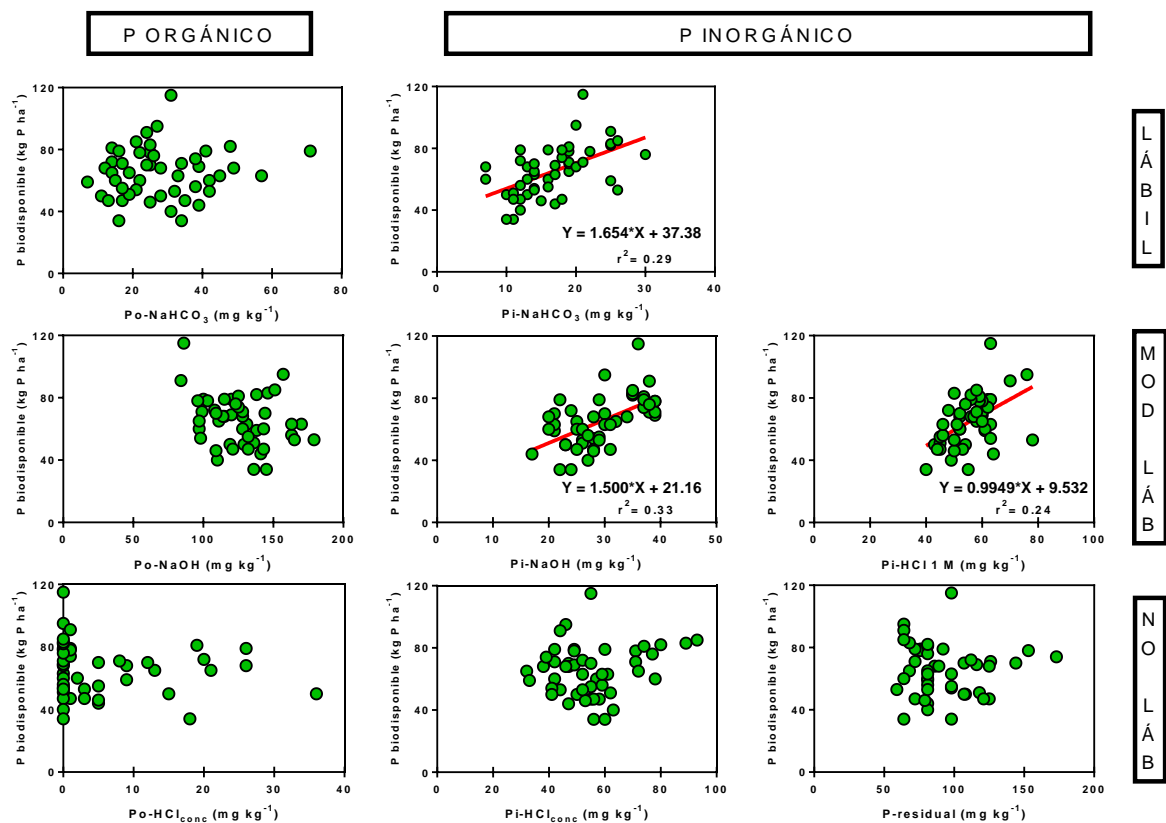 P ORGÁNICO
P INORGÁNICO
P biodisponible (kg P ha⁻¹)
120
80
40
0
0 20 40 60 80
Po-NaHCO₃ (mg kg⁻¹)
P biodisponible (kg P ha⁻¹)
120
80
40
0
Y = 1.654*X + 37.38
r² = 0.29
0 10 20 30 40
Pi-NaHCO₃ (mg kg⁻¹)
L
Á
B
I
L
P biodisponible (kg P ha⁻¹)
120
80
40
0
0 50 100 150 200
Po-NaOH (mg kg⁻¹)
P biodisponible (kg P ha⁻¹)
120
80
40
0
Y = 1.500*X + 21.16
r² = 0.33
0 10 20 30 40 50
Pi-NaOH (mg kg⁻¹)
P biodisponible (kg P ha⁻¹)
120
80
40
0
Y = 0.9949*X + 9.532
r² = 0.24
0 20 40 60 80 100
Pi-HCl 1 M (mg kg⁻¹)
M
O
D
L
Á
B
P biodisponible (kg P ha⁻¹)
120
80
40
0
0 10 20 30 40
Po-HCl_conc (mg kg⁻¹)
P biodisponible (kg P ha⁻¹)
120
80
40
0
0 20 40 60 80 100
Pi-HCl_conc (mg kg⁻¹)
P biodisponible (kg P ha⁻¹)
120
80
40
0
0 50 100 150 200
P-residual (mg kg⁻¹)
N
O
L
Á
B